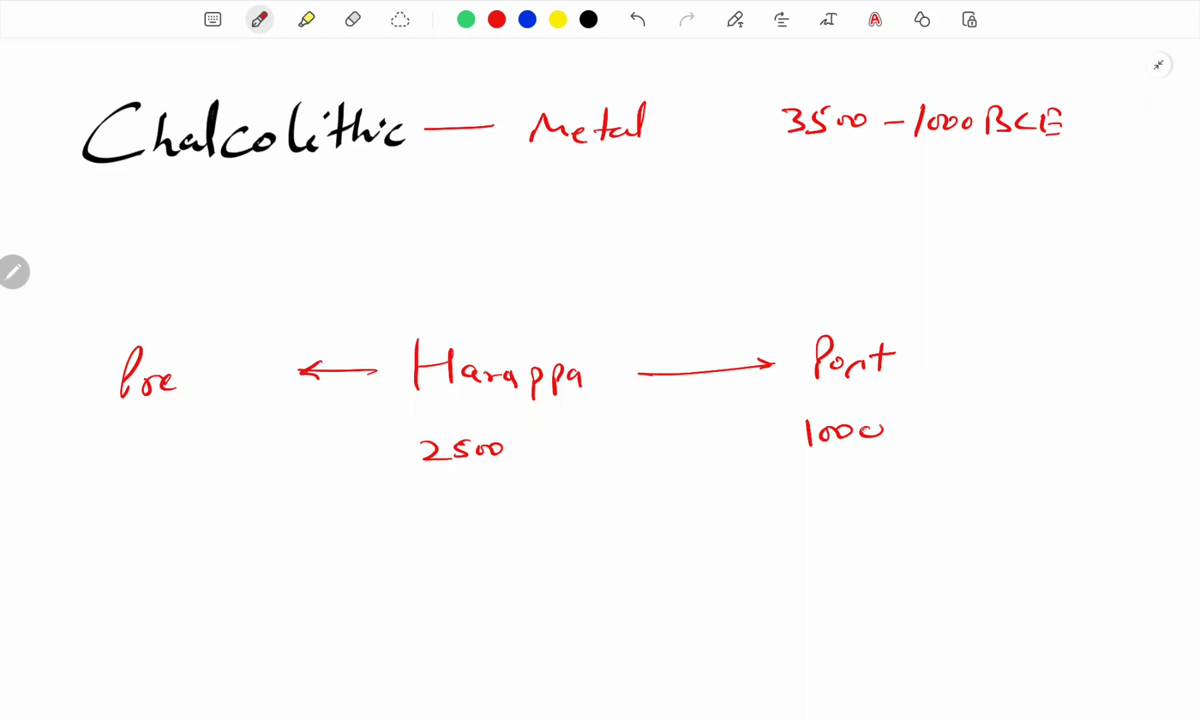 Chalcolithic — Metal 3500 - 1000 BCE
Pre ← Harappa → Post
2500 1000